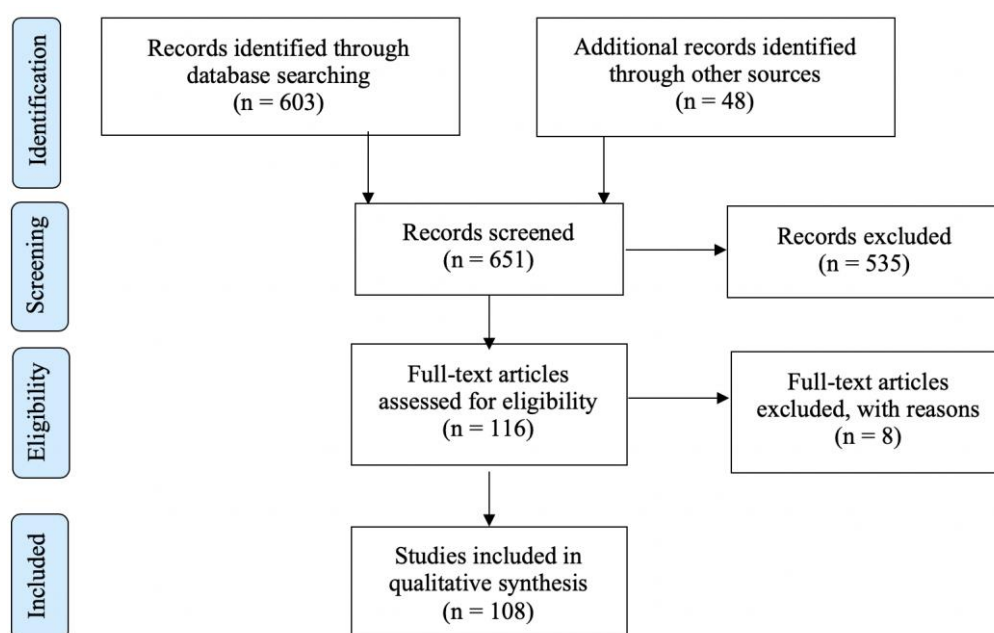 Identification
Records identified through
database searching
(n = 603)
Additional records identified
through other sources
(n = 48)
Screening
Records screened
(n = 651)
Records excluded
(n = 535)
Eligibility
Full-text articles
assessed for eligibility
(n = 116)
Full-text articles
excluded, with reasons
(n = 8)
Included
Studies included in
qualitative synthesis
(n = 108)